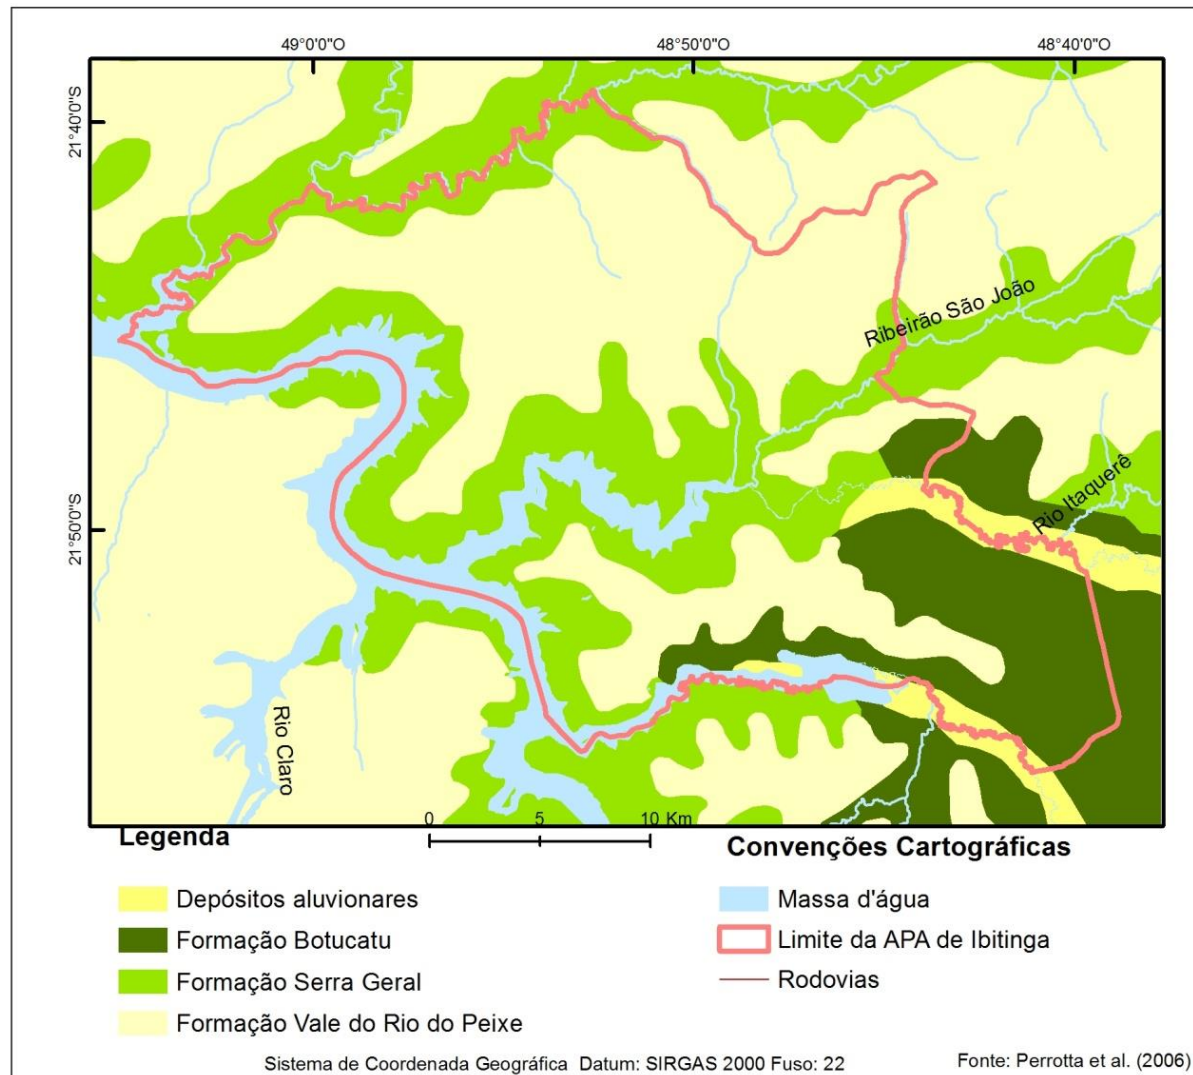 49°0'0"O
48°50'0"O
48°40'0"O
21°40'0"S
Ribeirão São João
Rio Itaquerê
21°50'0"S
Rio Claro
Legenda
0
5
10 Km
Convenções Cartográficas
Depósitos aluvionares
Massa d'água
Formação Botucatu
Limite da APA de Ibitinga
Formação Serra Geral
Rodovias
Formação Vale do Rio do Peixe
Sistema de Coordenada Geográfica Datum: SIRGAS 2000 Fuso: 22
Fonte: Perrotta et al. (2006)